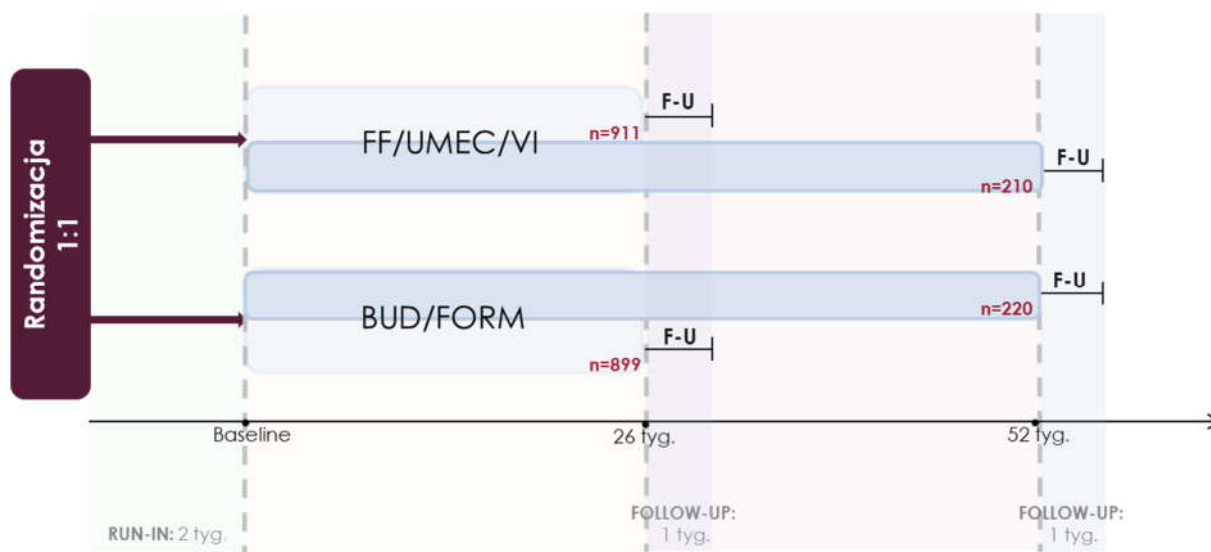 Randomizacja
1:1
F-U
FF/UMEC/VI
n=911
F-U
n=210
F-U
BUD/FORM
n=220
F-U
n=899
Baseline
26 tyg.
52 tyg.
RUN-IN: 2 tyg.
FOLLOW-UP:
1 tyg.
FOLLOW-UP:
1 tyg.